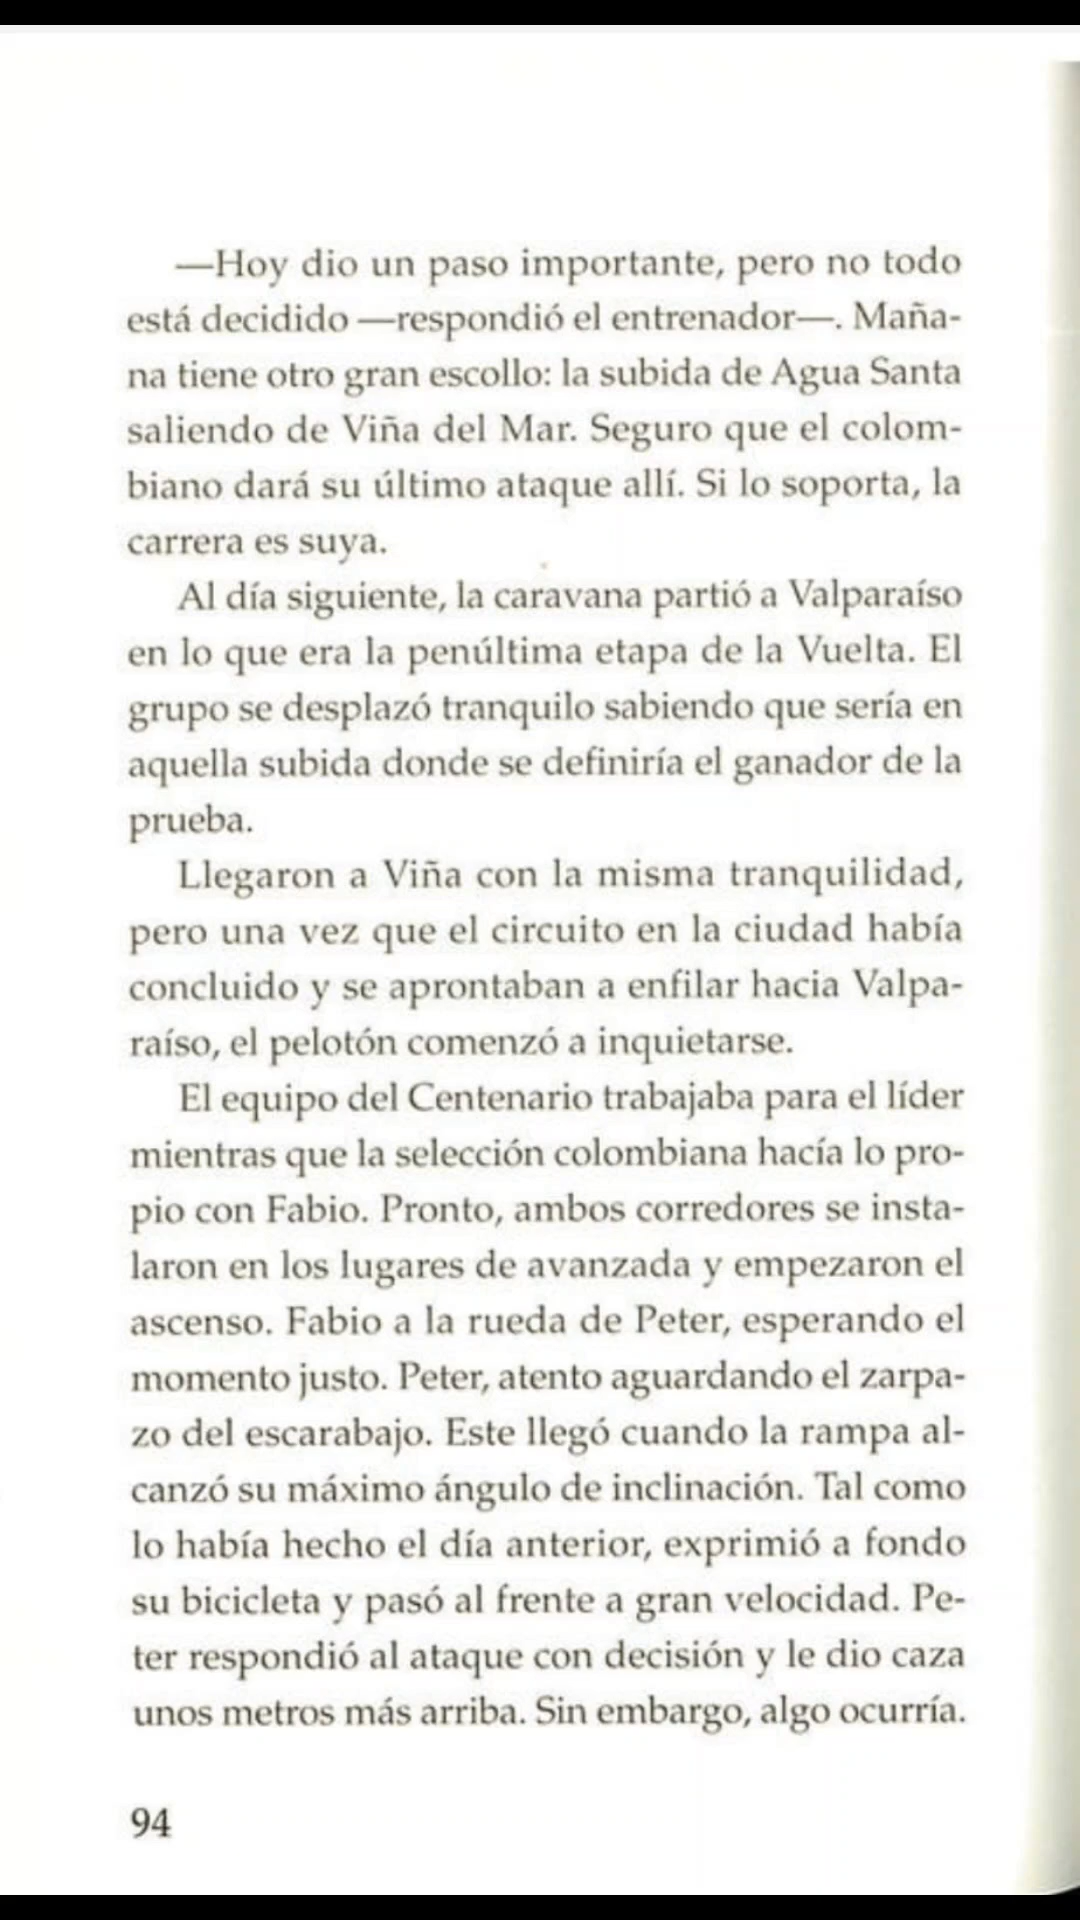 —Hoy dio un paso importante, pero no todo
está decidido —respondió el entrenador—. Maña-
na tiene otro gran escollo: la subida de Agua Santa
saliendo de Viña del Mar. Seguro que el colom-
biano dará su último ataque allí. Si lo soporta, la
carrera es suya.
Al día siguiente, la caravana partió a Valparaíso
en lo que era la penúltima etapa de la Vuelta. El
grupo se desplazó tranquilo sabiendo que sería en
aquella subida donde se definiría el ganador de la
prueba.
Llegaron a Viña con la misma tranquilidad,
pero una vez que el circuito en la ciudad había
concluido y se aprontaban a enfilar hacia Valpa-
raíso, el pelotón comenzó a inquietarse.
El equipo del Centenario trabajaba para el líder
mientras que la selección colombiana hacía lo pro-
pio con Fabio. Pronto, ambos corredores se insta-
laron en los lugares de avanzada y empezaron el
ascenso. Fabio a la rueda de Peter, esperando el
momento justo. Peter, atento aguardando el zarpa-
zo del escarabajo. Este llegó cuando la rampa al-
canzó su máximo ángulo de inclinación. Tal como
lo había hecho el día anterior, exprimió a fondo
su bicicleta y pasó al frente a gran velocidad. Pe-
ter respondió al ataque con decisión y le dio caza
unos metros más arriba. Sin embargo, algo ocurría.
94